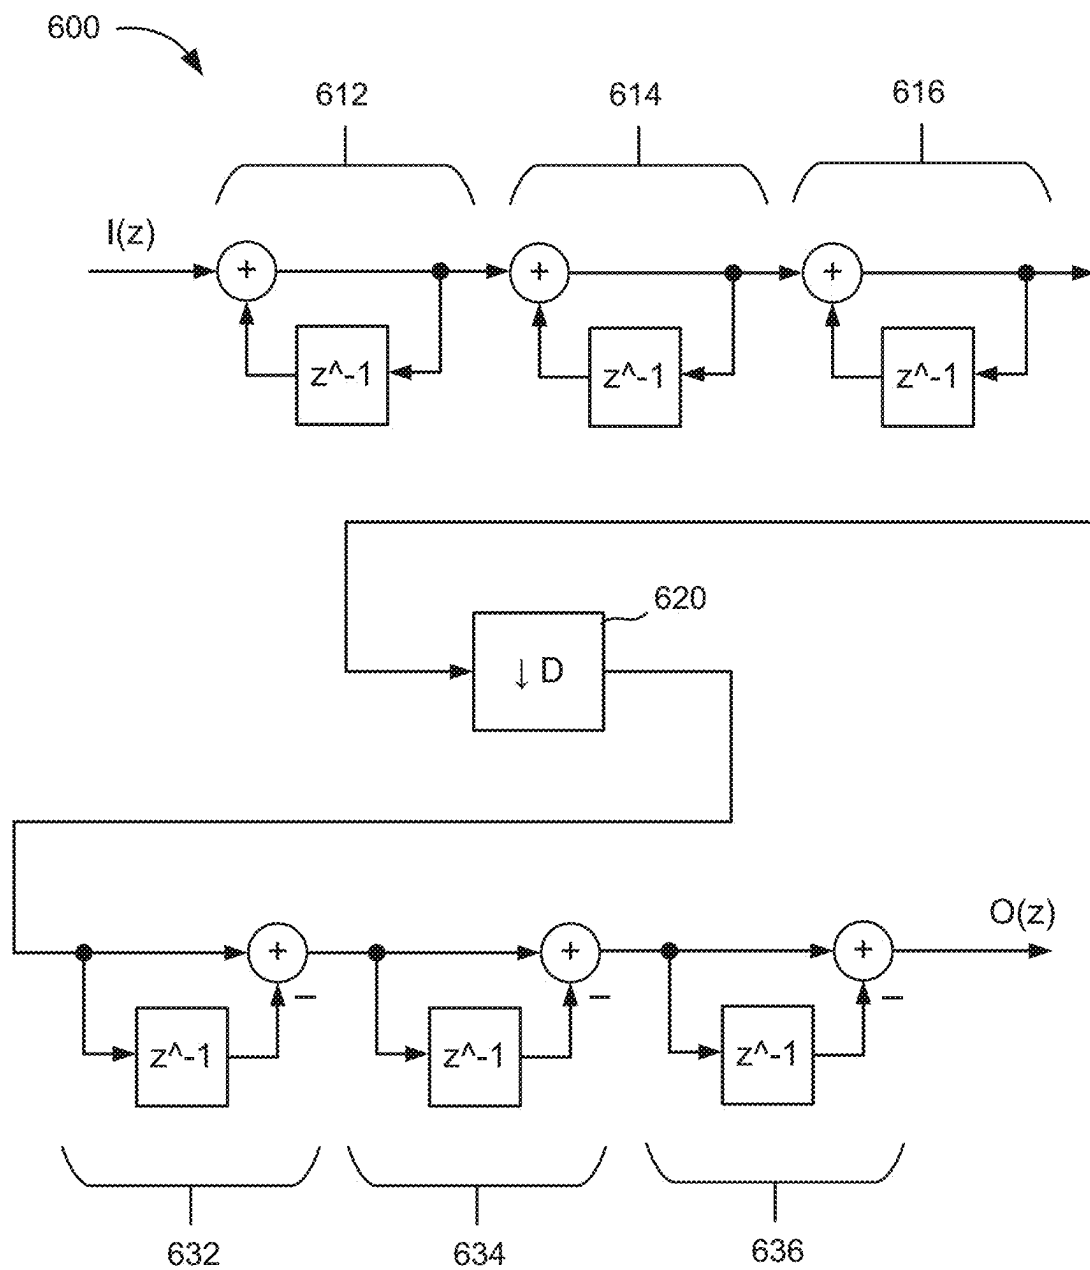 600
612
614
616
I(z)
+
+
+
z^-1
z^-1
z^-1
620
↓ D
O(z)
+
+
+
−
−
−
z^-1
z^-1
z^-1
632
634
636